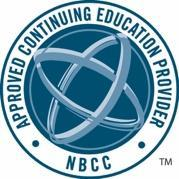 · APPROVED CONTINUING EDUCATION PROVIDER ·
NBCC
TM